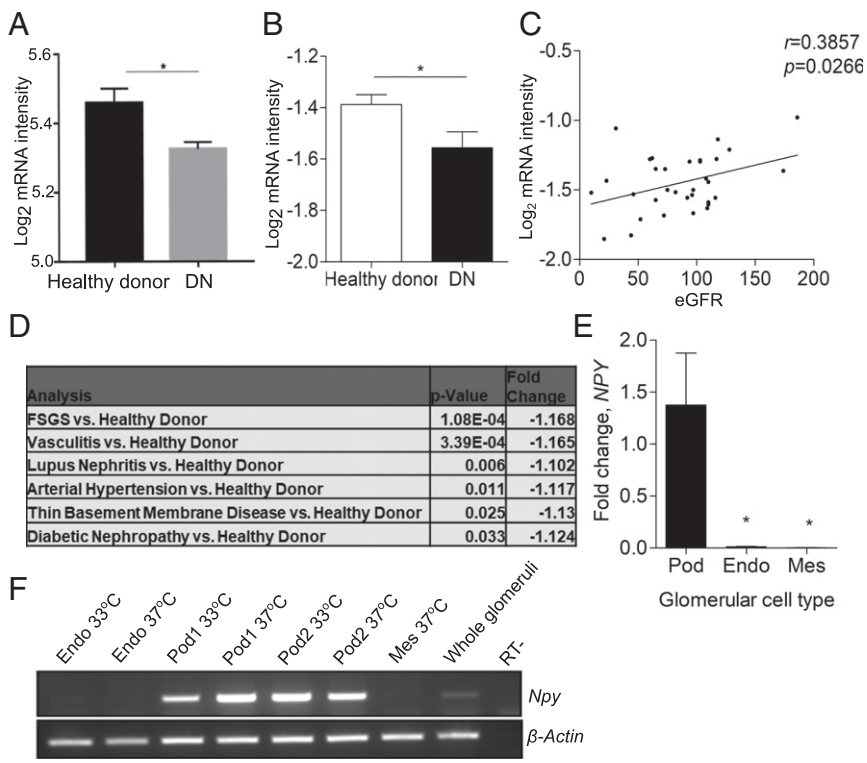 A
5.6
5.4
5.2
5.0
Log2 mRNA intensity
*
Healthy donor DN
B
-1.2
-1.4
-1.6
-1.8
-2.0
Log2 mRNA intensity
*
Healthy donor DN
C
r=0.3857
p=0.0266
-0.5
-1.0
-1.5
-2.0
Log2 mRNA intensity
0 50 100 150 200
eGFR
D
Analysis p-Value Fold Change
FSGS vs. Healthy Donor 1.08E-04 -1.168
Vasculitis vs. Healthy Donor 3.39E-04 -1.165
Lupus Nephritis vs. Healthy Donor 0.006 -1.102
Arterial Hypertension vs. Healthy Donor 0.011 -1.117
Thin Basement Membrane Disease vs. Healthy Donor 0.025 -1.13
Diabetic Nephropathy vs. Healthy Donor 0.033 -1.124
E
2.0
1.5
1.0
0.5
0.0
Fold change, NPY
* *
Pod Endo Mes
Glomerular cell type
F
Endo 33ºC
Endo 37ºC
Pod1 33ºC
Pod1 37ºC
Pod2 33ºC
Pod2 37ºC
Mes 37ºC
Whole glomeruli
RT-
Npy
β-Actin